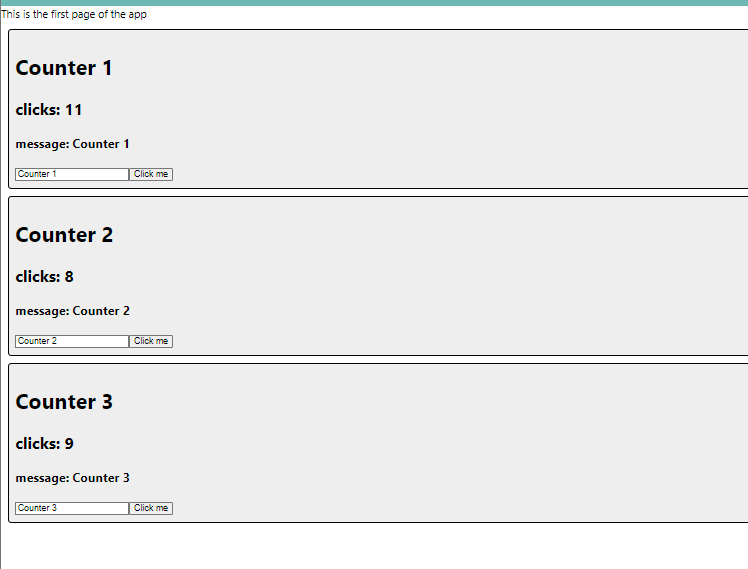 This is the first page of the app
Counter 1
clicks: 11
message: Counter 1
Counter 1 Click me
Counter 2
clicks: 8
message: Counter 2
Counter 2 Click me
Counter 3
clicks: 9
message: Counter 3
Counter 3 Click me